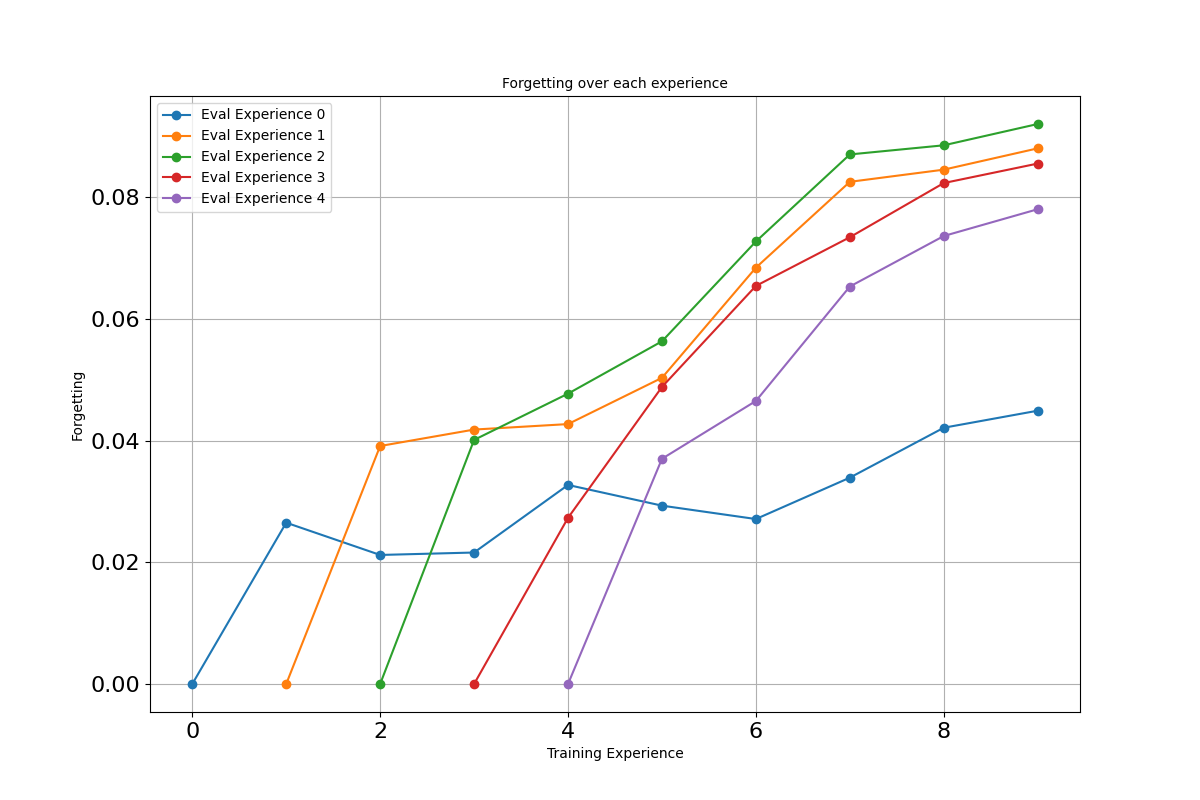 Forgetting over each experience
Eval Experience 0
Eval Experience 1
Eval Experience 2
Eval Experience 3
Eval Experience 4
0.08
0.06
0.04
0.02
0.00
Forgetting
0 2 4 6 8
Training Experience